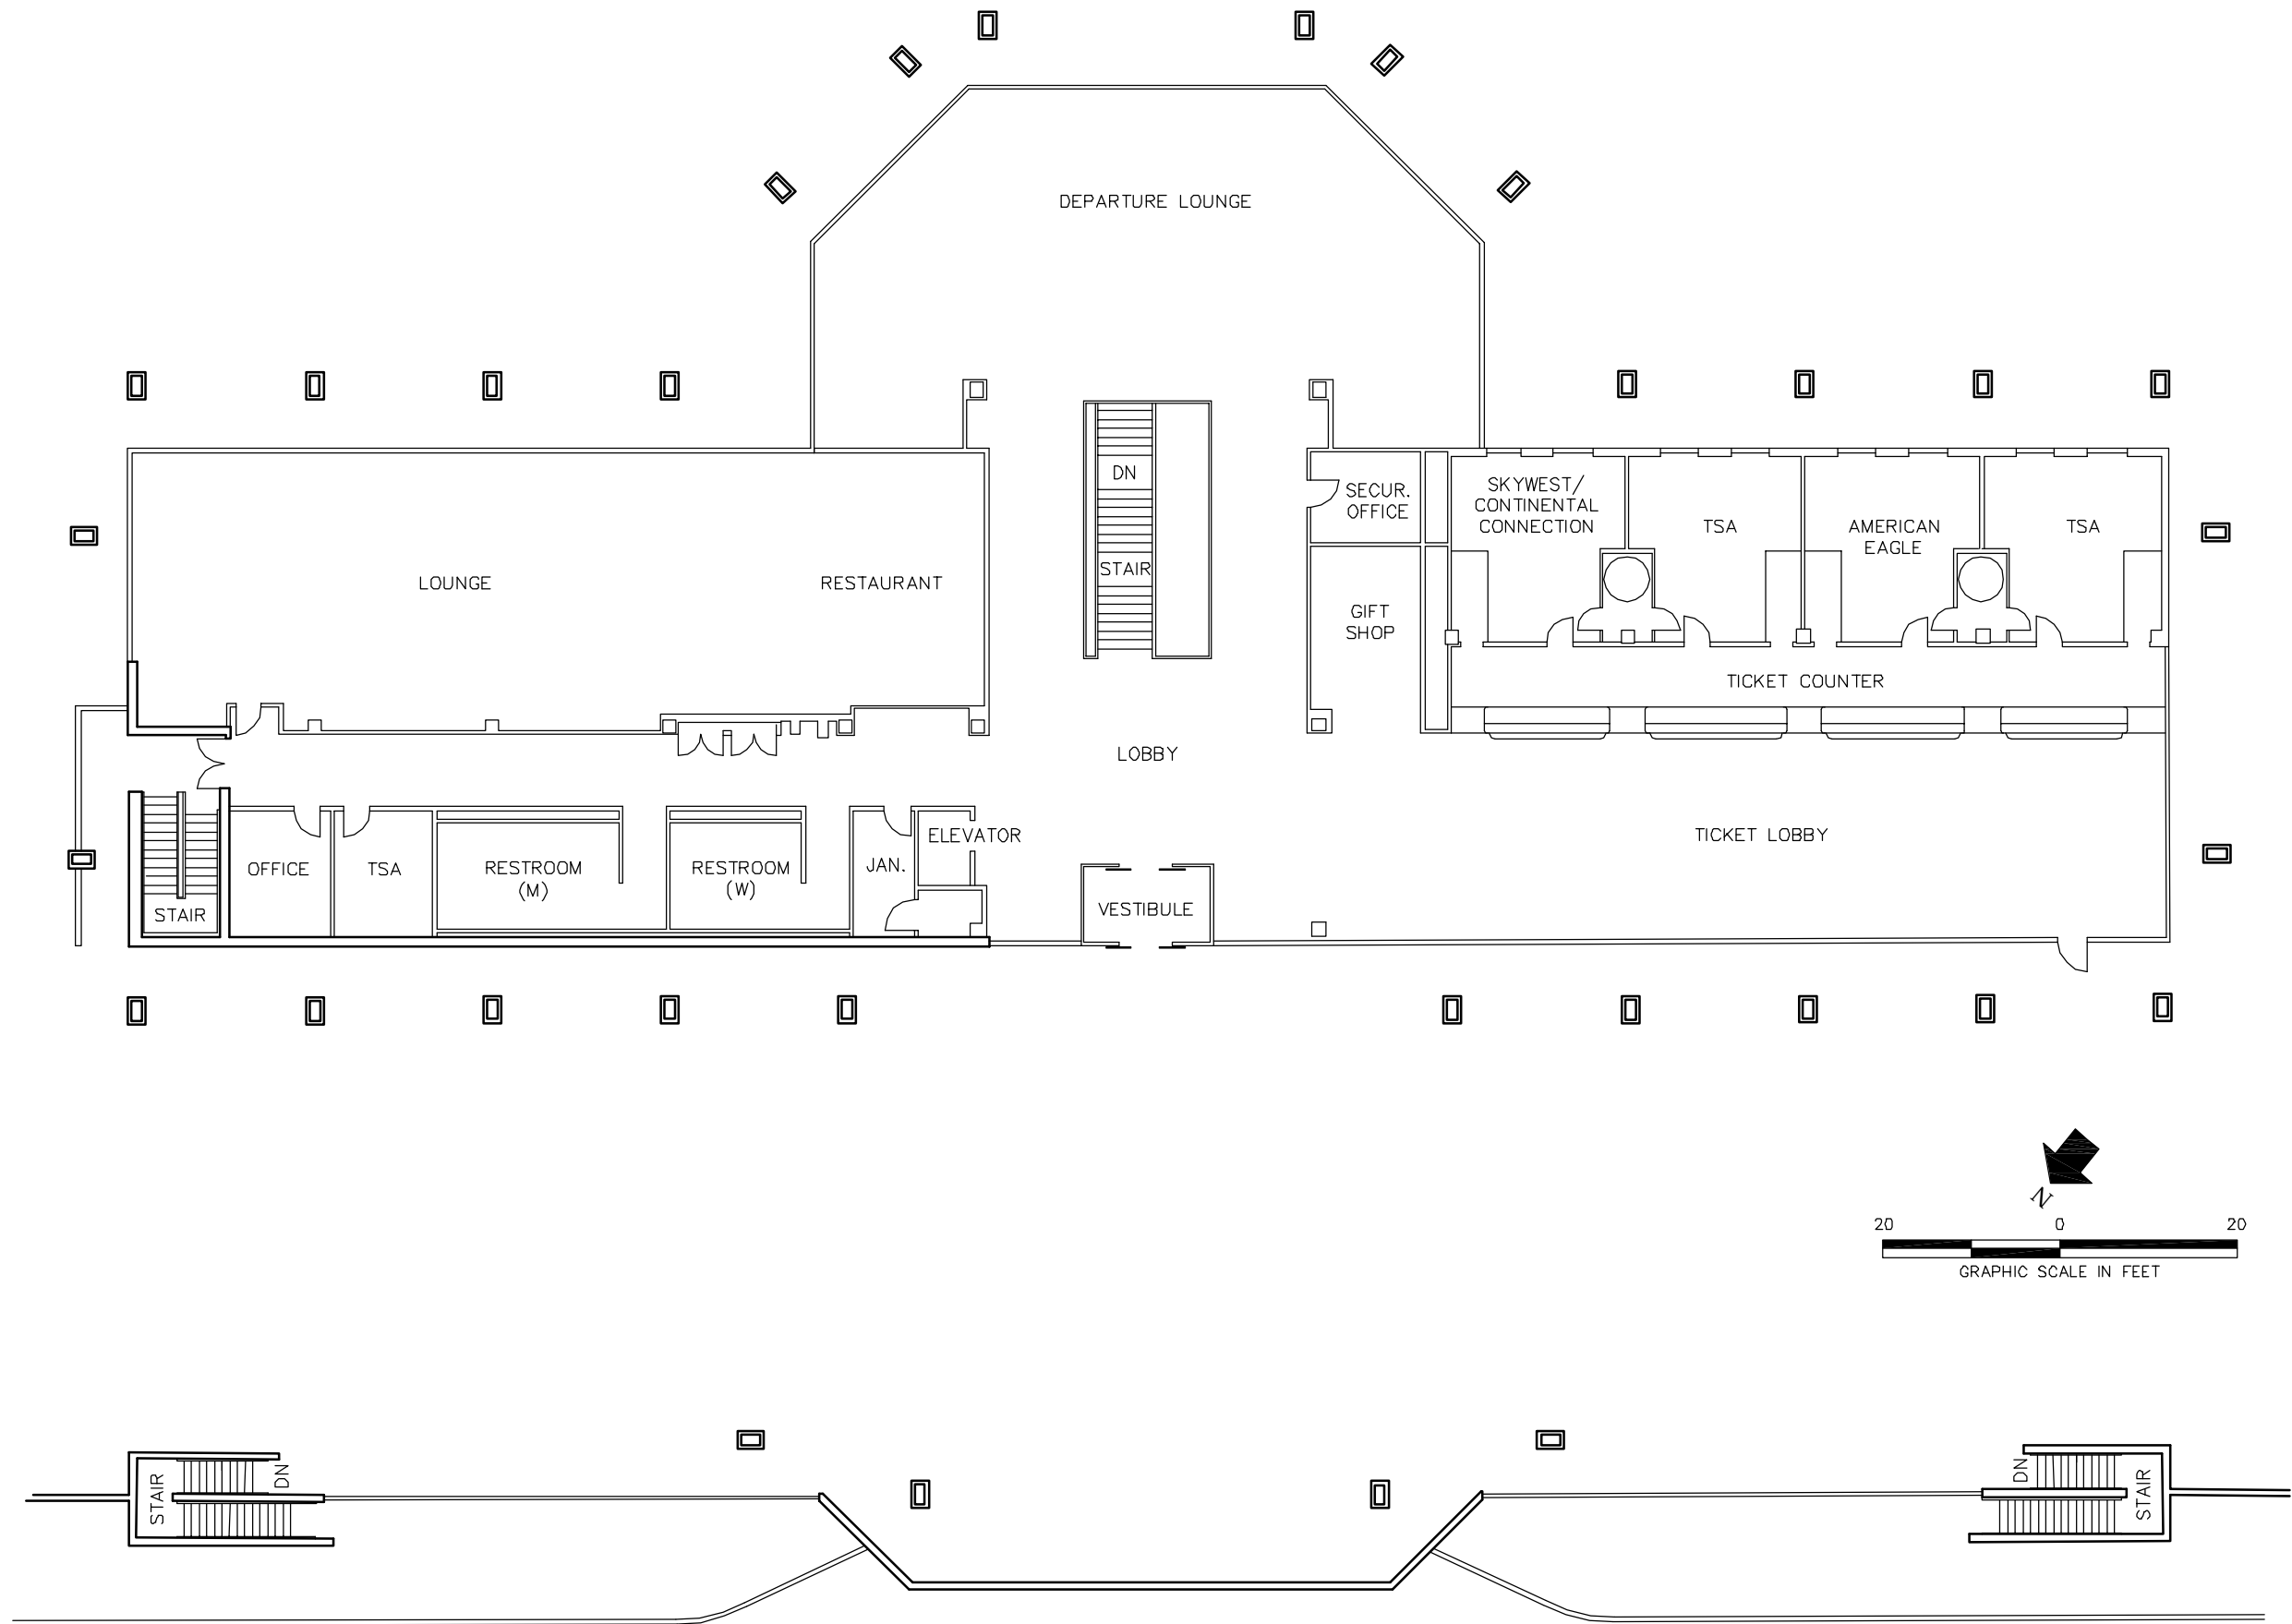 DEPARTURE LOUNGE
DN
SECUR.
OFFICE
SKYWEST/
CONTINENTAL
CONNECTION
TSA
AMERICAN
EAGLE
TSA
LOUNGE
RESTAURANT
STAIR
GIFT
SHOP
TICKET COUNTER
LOBBY
ELEVATOR
TICKET LOBBY
OFFICE
TSA
RESTROOM
(M)
RESTROOM
(W)
JAN.
STAIR
VESTIBULE
N
20 0 20
GRAPHIC SCALE IN FEET
STAIR
DN
DN
STAIR